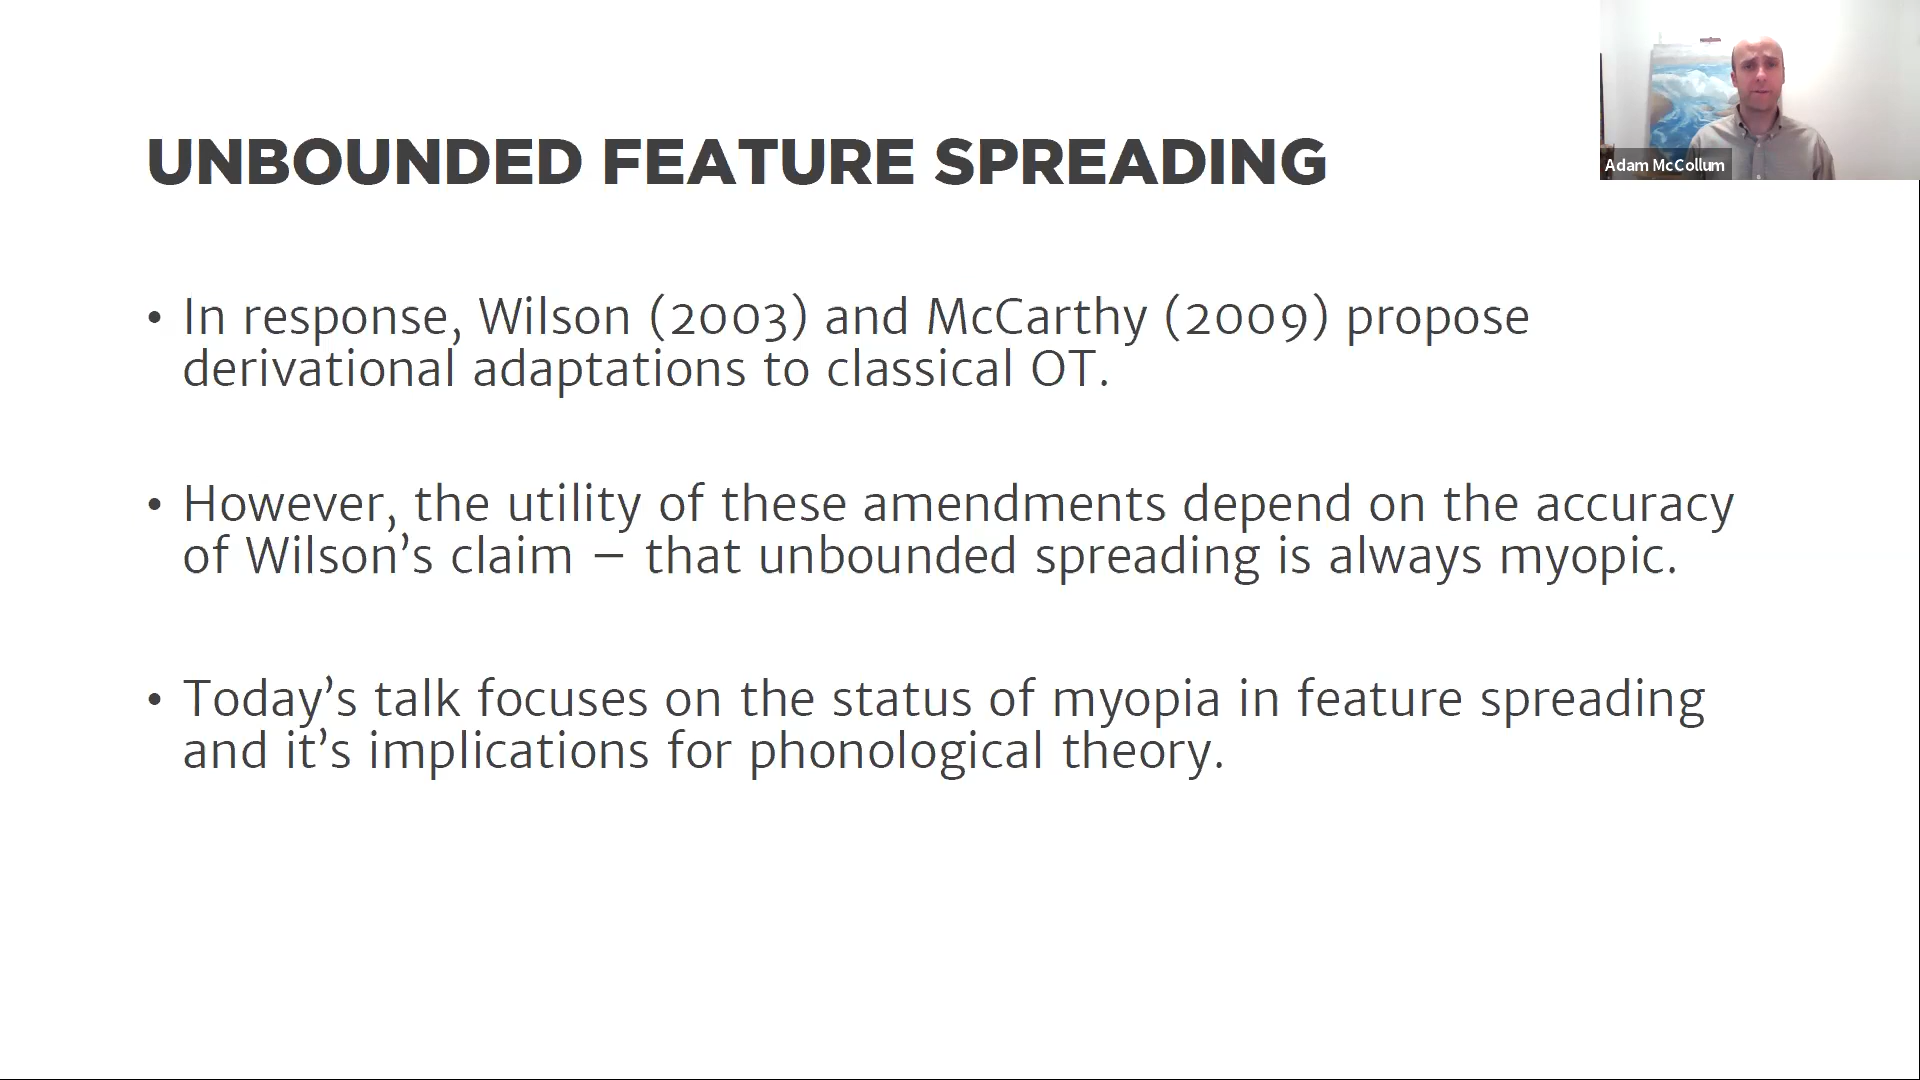 UNBOUNDED FEATURE SPREADING
Adam McCollum
• In response, Wilson (2003) and McCarthy (2009) propose
derivational adaptations to classical OT.
• However, the utility of these amendments depend on the accuracy
of Wilson’s claim – that unbounded spreading is always myopic.
• Today’s talk focuses on the status of myopia in feature spreading
and it’s implications for phonological theory.